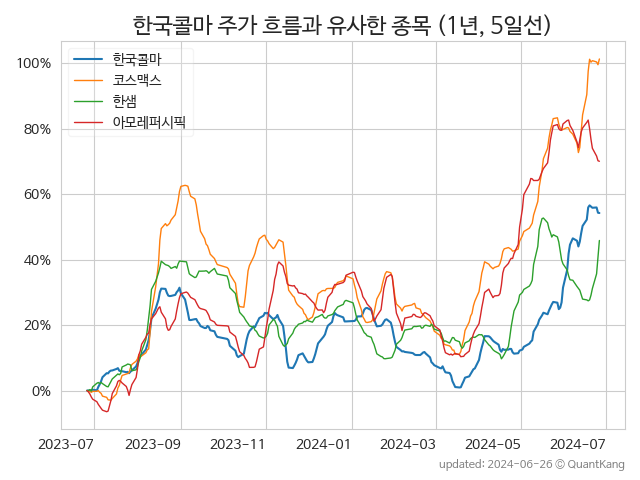 한국콜마 주가 흐름과 유사한 종목 (1년, 5일선)
한국콜마
코스맥스
한샘
아모레퍼시픽
100%
80%
60%
40%
20%
0%
2023-07 2023-09 2023-11 2024-01 2024-03 2024-05 2024-07
updated: 2024-06-26 © QuantKang